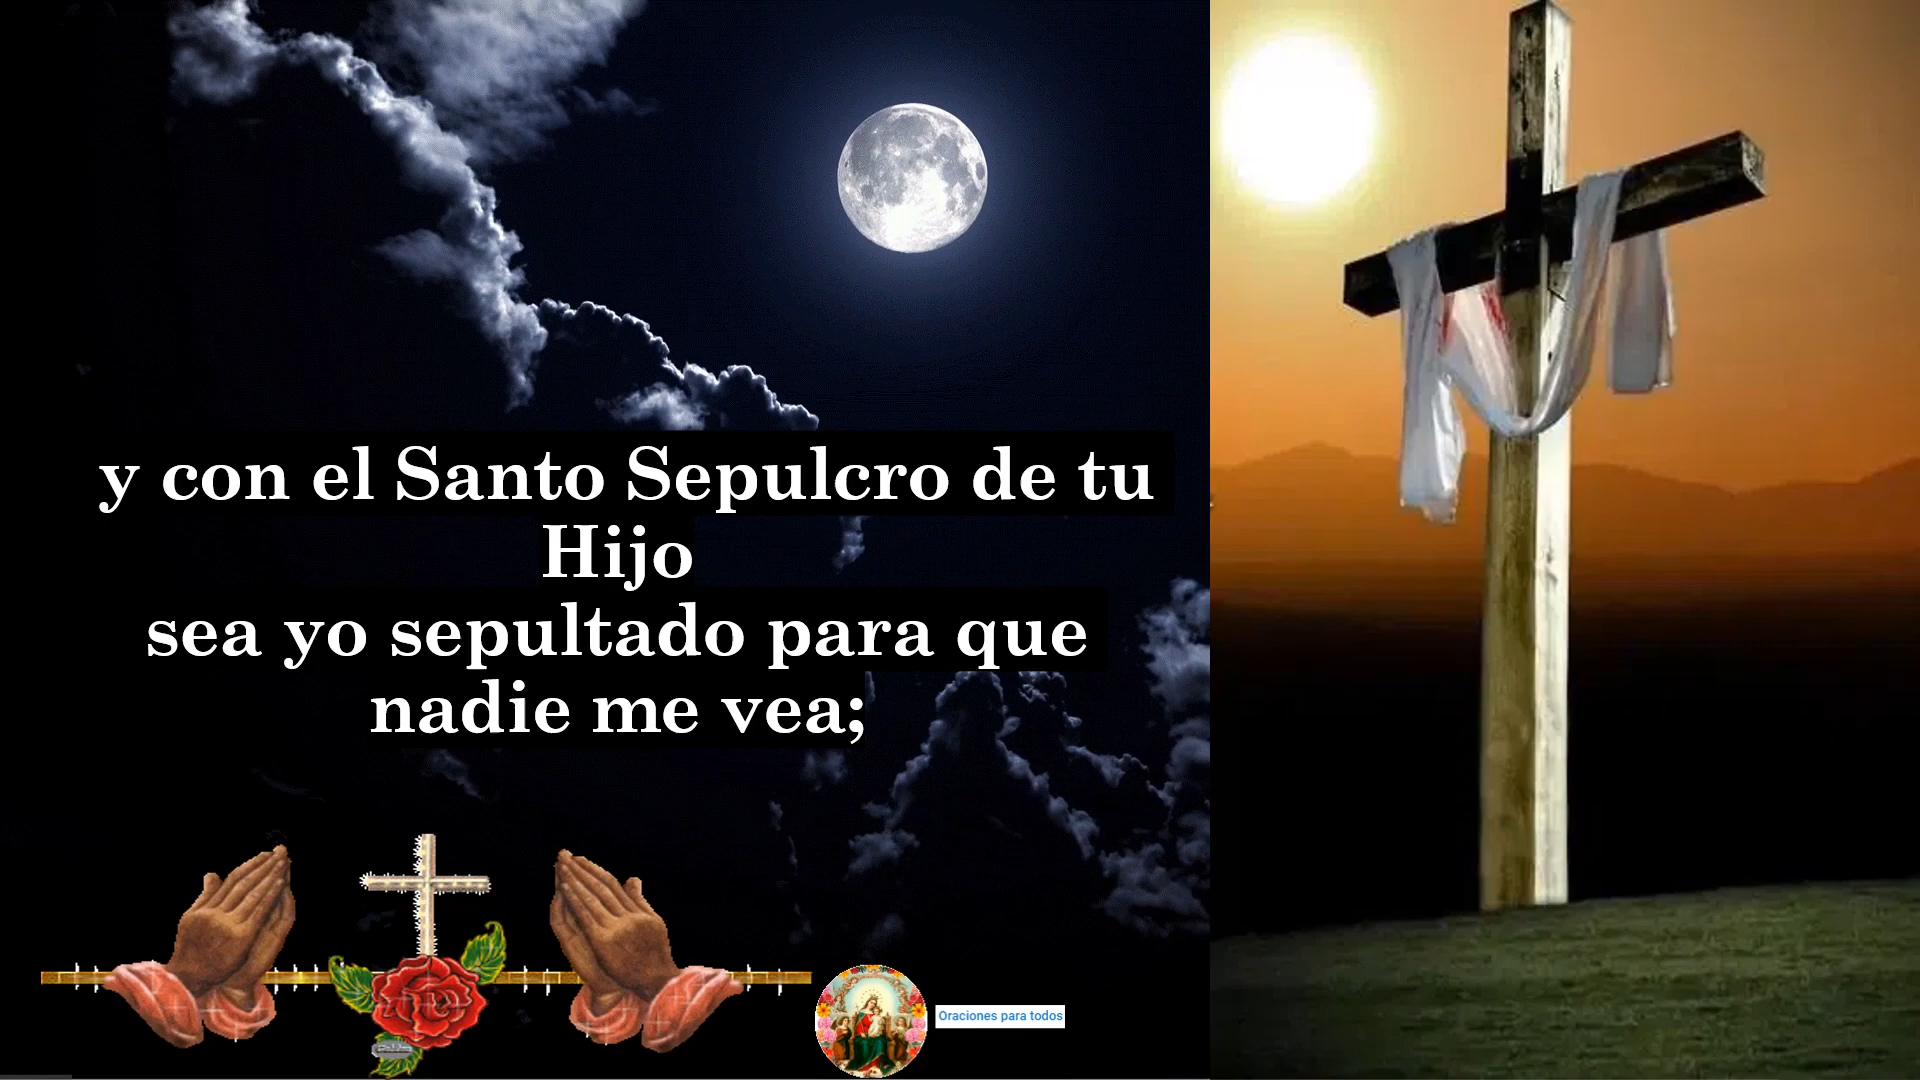 y con el Santo Sepulcro de tu
Hijo
sea yo sepultado para que
nadie me vea;
Oraciones para todos